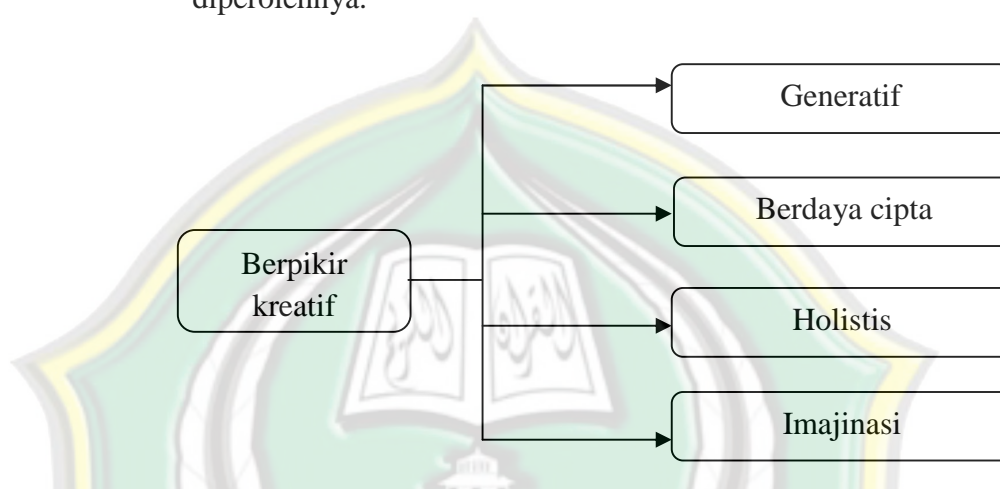 diperolehnya.
Generatif
Berdaya cipta
Berpikir
kreatif
Holistis
Imajinasi